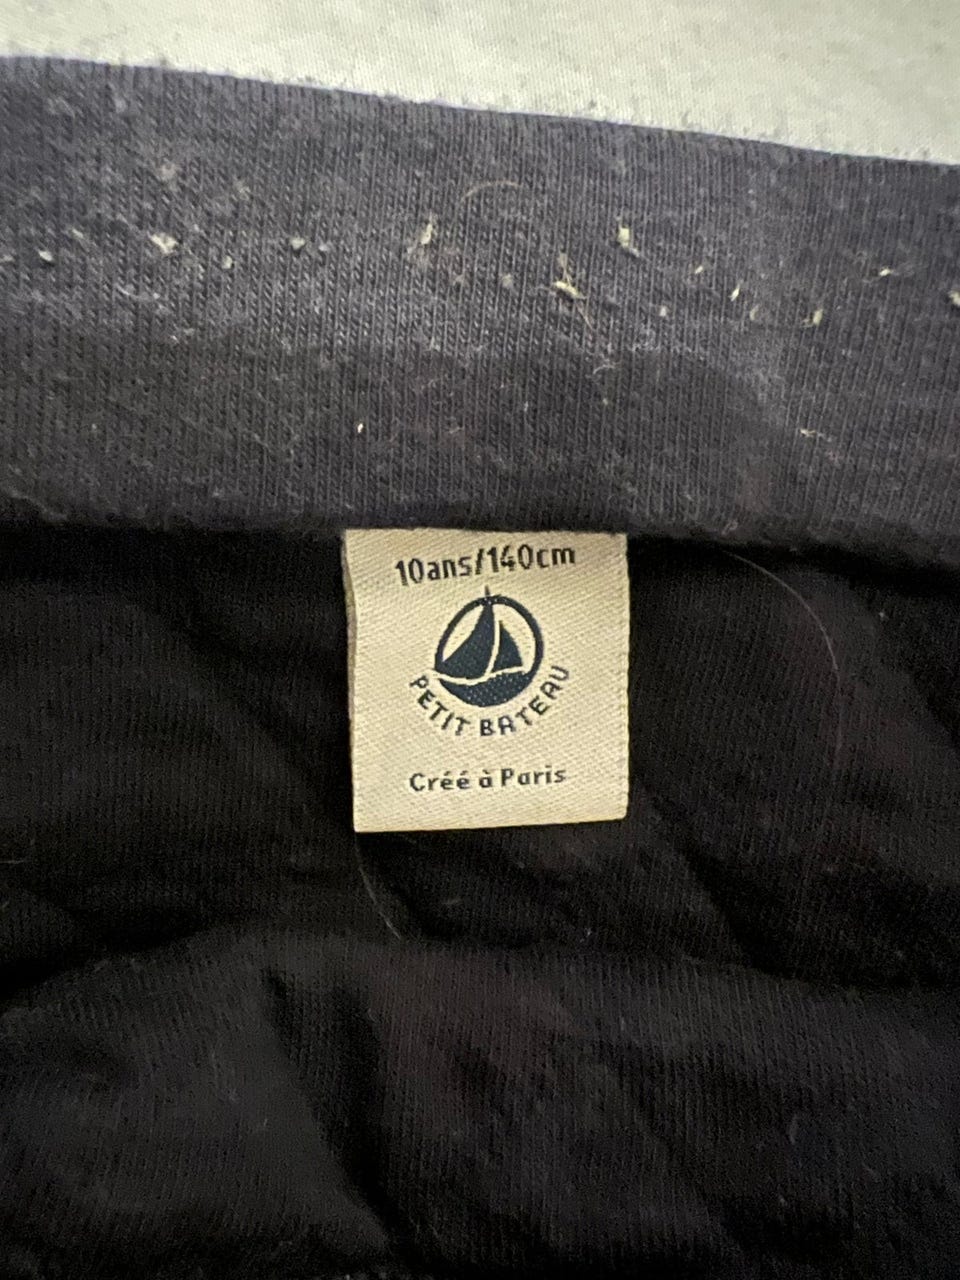 10ans/140cm
PETIT BATEAU
Créé à Paris